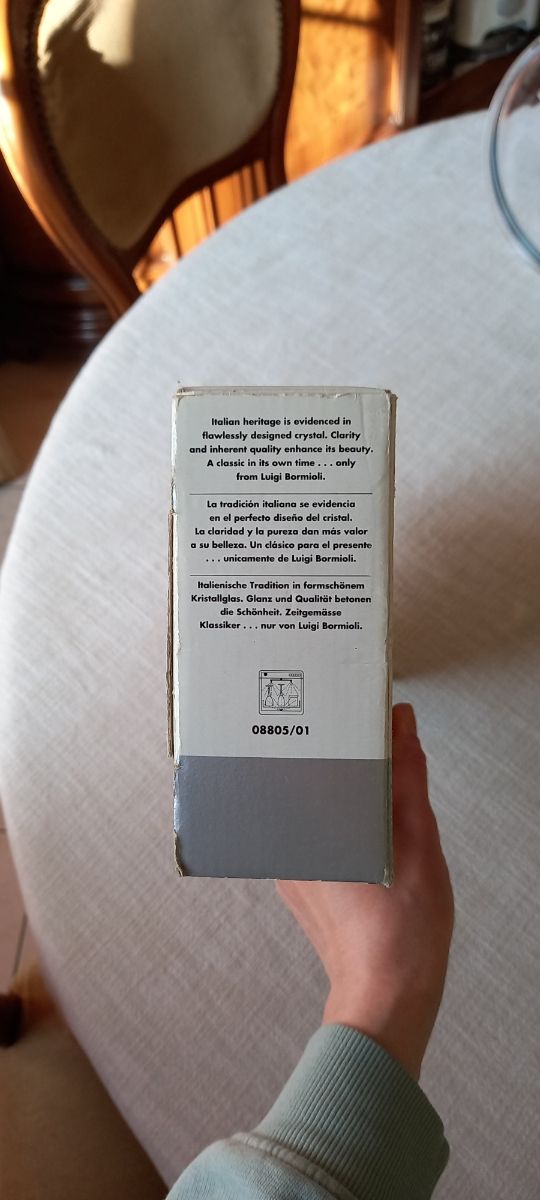 Italian heritage is evidenced in
flawlessly designed crystal. Clarity
and inherent quality enhance its beauty.
A classic in its own time . . . only
from Luigi Bormioli.
La tradición italiana se evidencia
en el perfecto diseño del cristal.
La claridad y la pureza dan más valor
a su belleza. Un clásico para el presente
. . . unicamente de Luigi Bormioli.
Italienische Tradition in formschönem
Kristallglas. Glanz und Qualität betonen
die Schönheit. Zeitgemässe
Klassiker . . . nur von Luigi Bormioli.
08805/01